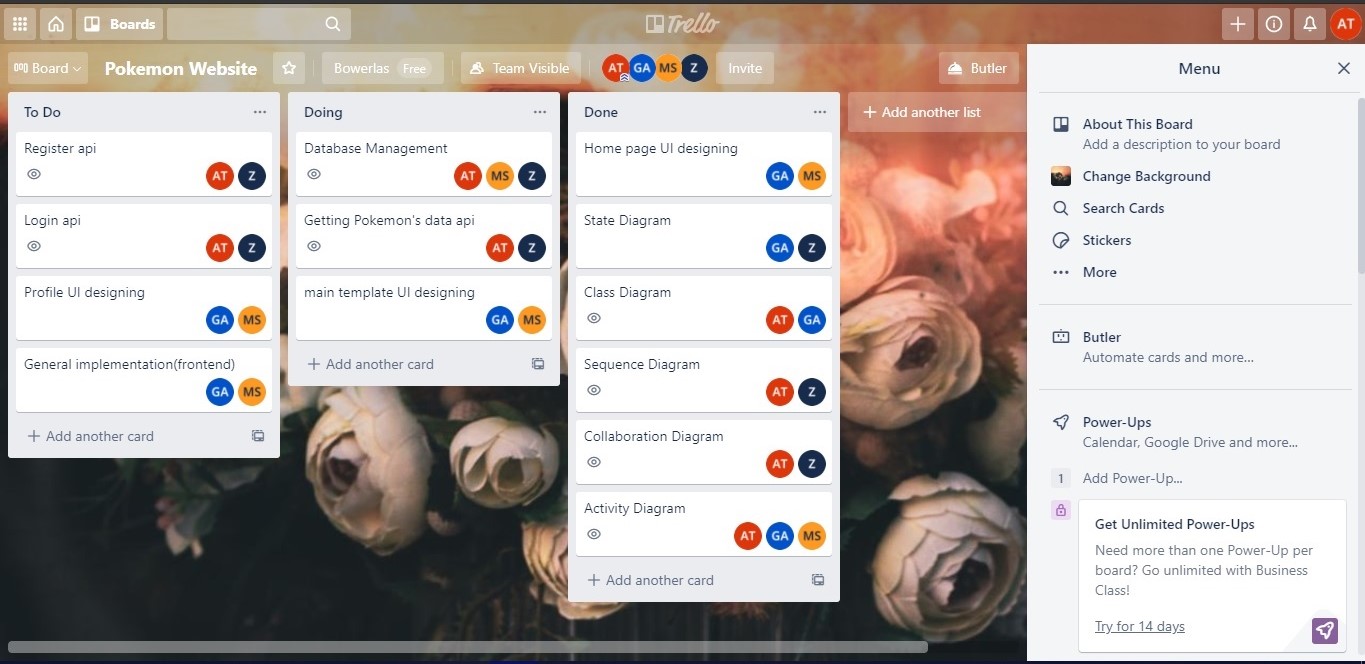 Boards
Trello
AT
Board
Pokemon Website
Bowerlas Free
Team Visible
AT GA MS Z
Invite
Butler
Menu
To Do
Register api
AT Z
Login api
AT Z
Profile UI designing
GA MS
General implementation(frontend)
GA MS
+ Add another card
Doing
Database Management
AT MS Z
Getting Pokemon's data api
AT Z
main template UI designing
GA MS
+ Add another card
Done
Home page UI designing
GA MS
State Diagram
GA Z
Class Diagram
AT GA
Sequence Diagram
AT Z
Collaboration Diagram
AT Z
Activity Diagram
AT GA MS
+ Add another card
+ Add another list
About This Board
Add a description to your board
Change Background
Search Cards
Stickers
More
Butler
Automate cards and more...
Power-Ups
Calendar, Google Drive and more...
1 Add Power-Up...
Get Unlimited Power-Ups
Need more than one Power-Up per
board? Go unlimited with Business
Class!
Try for 14 days